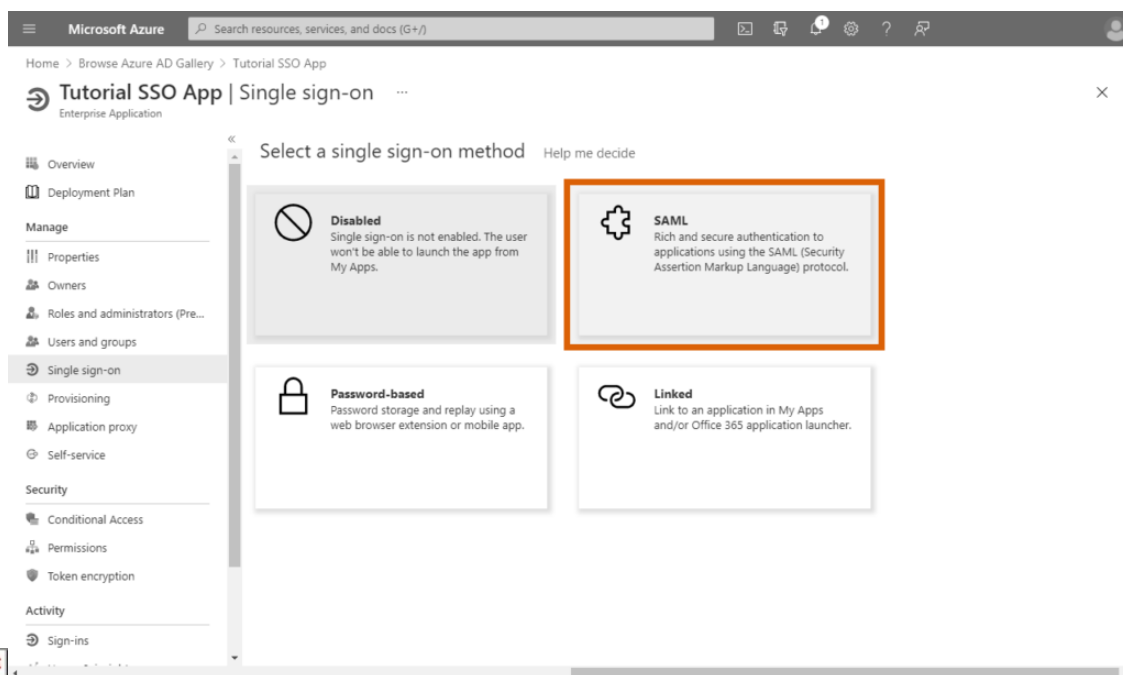 Microsoft Azure
Search resources, services, and docs (G+/)
1
Home > Browse Azure AD Gallery > Tutorial SSO App
Tutorial SSO App | Single sign-on ...
Enterprise Application
«
Select a single sign-on method Help me decide
Overview
Deployment Plan
Manage
Properties
Owners
Roles and administrators (Pre...
Users and groups
Single sign-on
Provisioning
Application proxy
Self-service
Security
Conditional Access
Permissions
Token encryption
Activity
Sign-ins
Disabled
Single sign-on is not enabled. The user
won't be able to launch the app from
My Apps.
SAML
Rich and secure authentication to
applications using the SAML (Security
Assertion Markup Language) protocol.
Password-based
Password storage and replay using a
web browser extension or mobile app.
Linked
Link to an application in My Apps
and/or Office 365 application launcher.